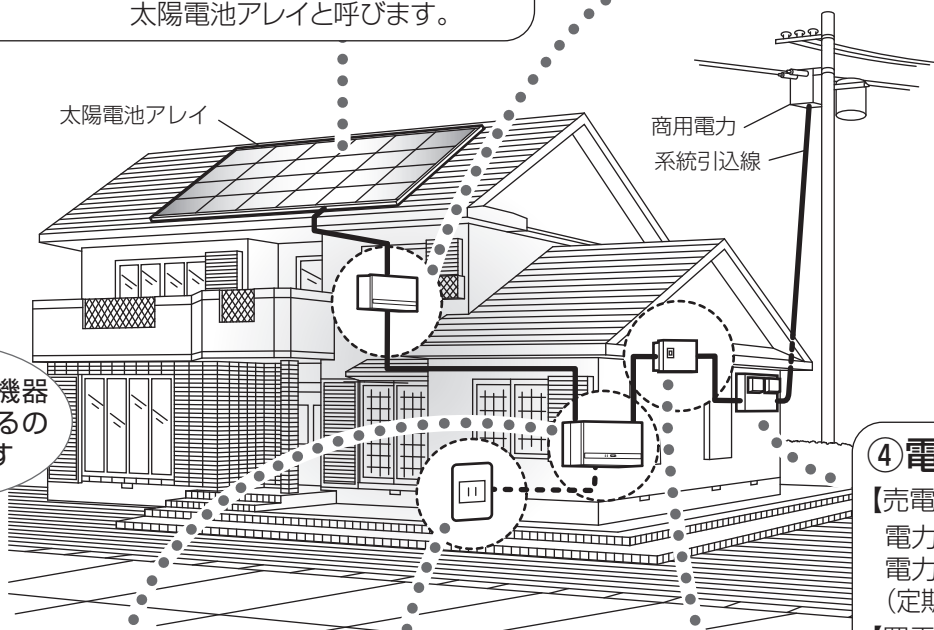 太陽電池アレイと呼びます。
太陽電池アレイ
商用電力
系統引込線
機器
るの
す
④電
【売電
電力
電力
(定期